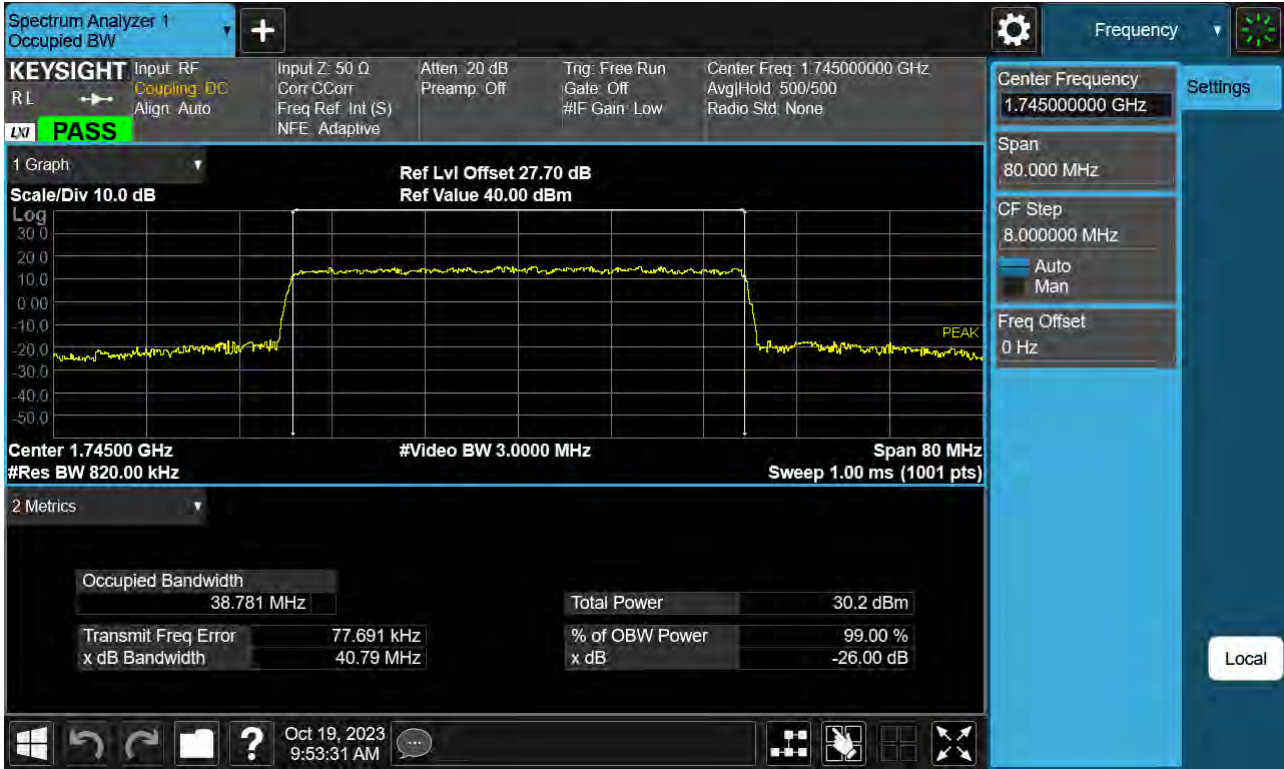 Spectrum Analyzer 1
Occupied BW
Frequency
KEYSIGHT
RL
LXI
PASS
Input: RF
Coupling: DC
Align: Auto
Input Z: 50 Ω
Corr CCorr
Freq Ref: Int (S)
NFE: Adaptive
Atten: 20 dB
Preamp: Off
Trig: Free Run
Gate: Off
#IF Gain: Low
Center Freq: 1.745000000 GHz
Avg|Hold: 500/500
Radio Std: None
1 Graph
Scale/Div 10.0 dB
Ref Lvl Offset 27.70 dB
Ref Value 40.00 dBm
Log
30.0
20.0
10.0
0.00
-10.0
-20.0
-30.0
-40.0
-50.0
PEAK
Center 1.74500 GHz
#Video BW 3.0000 MHz
Span 80 MHz
#Res BW 820.00 kHz
Sweep 1.00 ms (1001 pts)
2 Metrics
Occupied Bandwidth
38.781 MHz
Total Power 30.2 dBm
Transmit Freq Error 77.691 kHz
% of OBW Power 99.00 %
x dB Bandwidth 40.79 MHz
x dB -26.00 dB
Center Frequency
1.745000000 GHz
Settings
Span
80.000 MHz
CF Step
8.000000 MHz
Auto
Man
Freq Offset
0 Hz
Local
?
Oct 19, 2023
9:53:31 AM